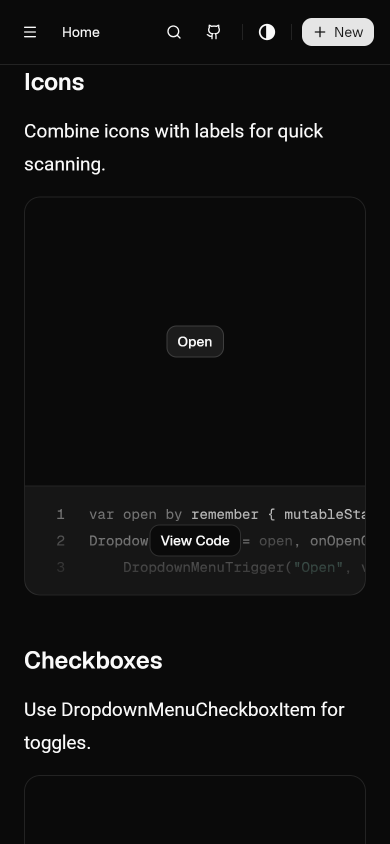 Home
New
Icons
Combine icons with labels for quick
scanning.
Open
1 var open by remember { mutableSta
2 Dropdow
View Code
= open, onOpenC
3 DropdownMenuTrigger("Open", v
Checkboxes
Use DropdownMenuCheckboxItem for
toggles.